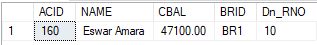 ACID NAME CBAL BRID Dn_RNO
1 160 Eswar Amara 47100.00 BR1 10